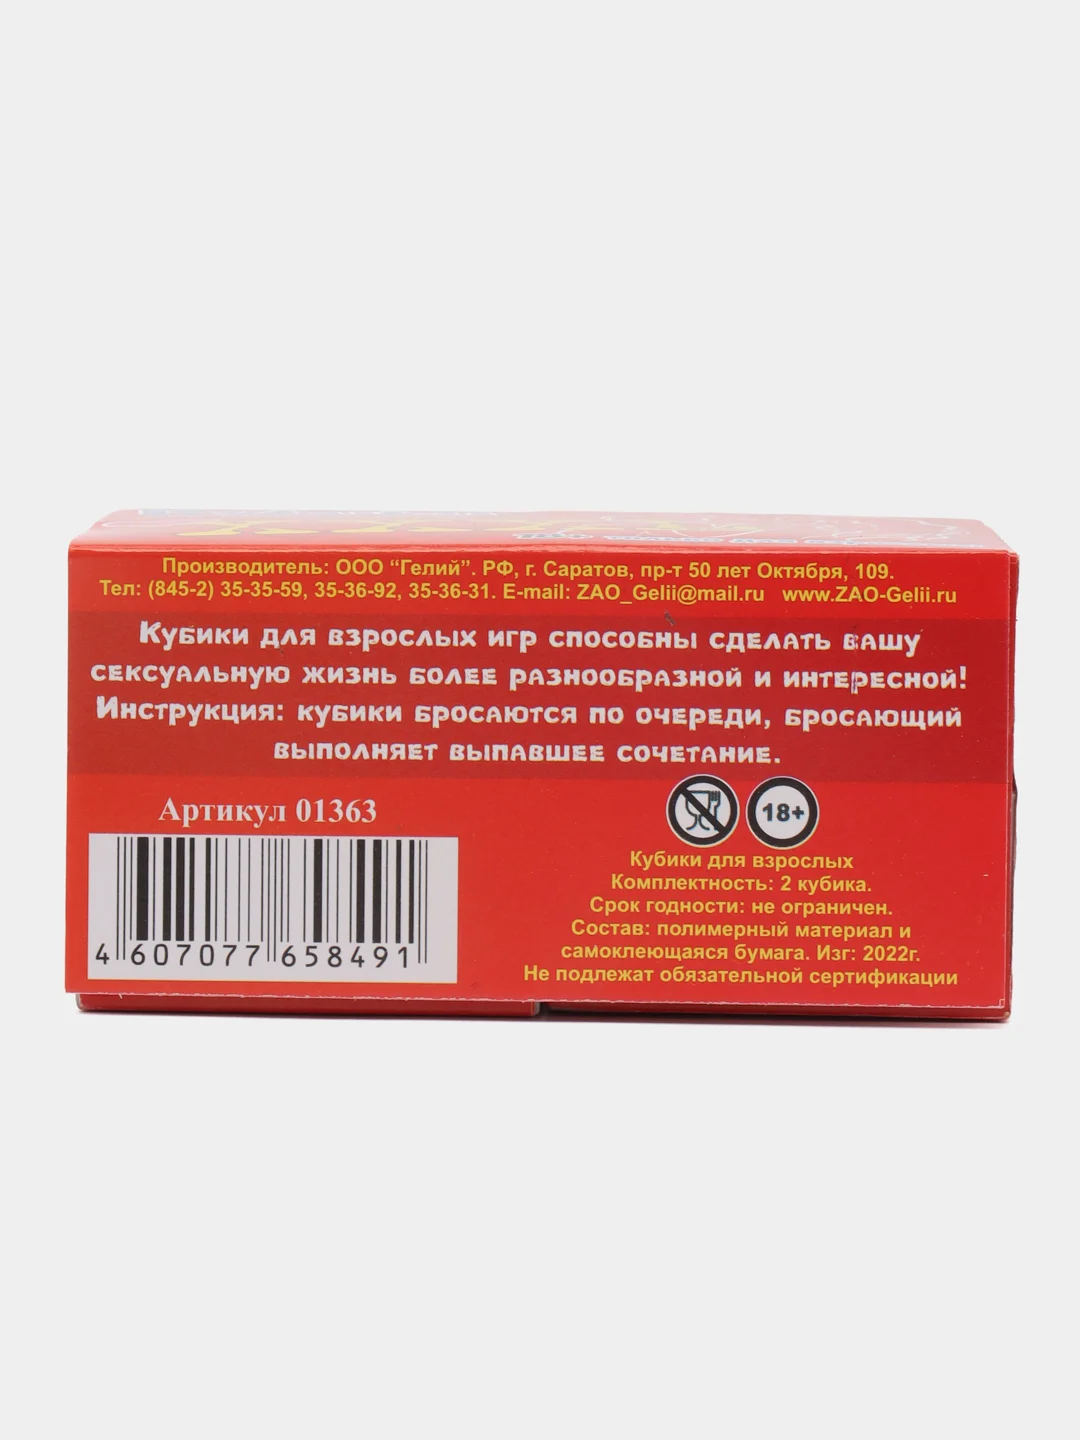 18+ только для
Производитель: ООО “Гелий”. РФ, г. Саратов, пр-т 50 лет Октября, 109.
Тел: (845-2) 35-35-59, 35-36-92, 35-36-31. E-mail: ZAO_Gelii@mail.ru www.ZAO-Gelii.ru
Кубики для взрослых игр способны сделать вашу
сексуальную жизнь более разнообразной и интересной!
Инструкция: кубики бросаются по очереди, бросающий
выполняет выпавшее сочетание.
Артикул 01363
4 607077 658491
18+
Кубики для взрослых
Комплектность: 2 кубика.
Срок годности: не ограничен.
Состав: полимерный материал и
самоклеющаяся бумага. Изг: 2022г.
Не подлежат обязательной сертификации